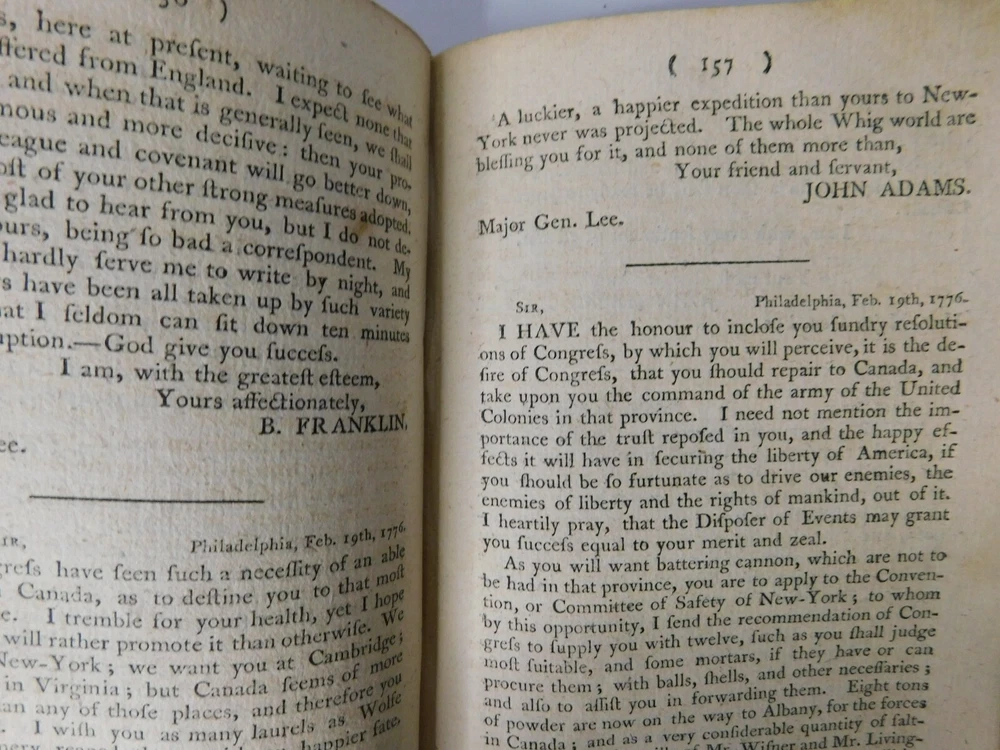 s, here at preſent, waiting to ſee what
ffered from England. I expect none that
and when that is generally ſeen, we ſhall
mous and more deciſive: then your pro-
eague and covenant will go better down,
oſt of your other ſtrong meaſures adopted.
glad to hear from you, but I do not de-
ours, being ſo bad a correſpondent. My
hardly ſerve me to write by night, and
s have been all taken up by ſuch variety
at I ſeldom can ſit down ten minutes
uption.—God give you ſucceſs.
I am, with the greateſt eſteem,
Yours affectionately,
B. FRANKLIN.
ee.
IR,
Philadelphia, Feb. 19th, 1776.
greſs have ſeen ſuch a neceſſity of an able
Canada, as to deſtine you to that moſt
e. I tremble for your health, yet I hope
will rather promote it than otherwiſe. We
New-York; we want you at Cambridge;
in Virginia; but Canada ſeems of more
an any of thoſe places, and therefore you
I wiſh you as many laurels as Wolfe
happier fate.
( 157 )
A luckier, a happier expedition than yours to New-
York never was projected. The whole Whig world are
bleſſing you for it, and none of them more than,
Your friend and ſervant,
JOHN ADAMS.
Major Gen. Lee.
SIR,
Philadelphia, Feb. 19th, 1776.
I HAVE the honour to incloſe you ſundry reſoluti-
ons of Congreſs, by which you will perceive, it is the de-
ſire of Congreſs, that you ſhould repair to Canada, and
take upon you the command of the army of the United
Colonies in that province. I need not mention the im-
portance of the truſt repoſed in you, and the happy ef-
fects it will have in ſecuring the liberty of America, if
you ſhould be ſo furtunate as to drive our enemies, the
enemies of liberty and the rights of mankind, out of it.
I heartily pray, that the Diſpoſer of Events may grant
you ſucceſs equal to your merit and zeal.
As you will want battering cannon, which are not to
be had in that province, you are to apply to the Conven-
tion, or Committee of Safety of New-York; to whom
by this opportunity, I ſend the recommendation of Con-
greſs to ſupply you with twelve, ſuch as you ſhall judge
moſt ſuitable, and ſome mortars, if they have or can
procure them; with balls, ſhells, and other neceſſaries;
and alſo to aſſiſt you in forwarding them. Eight tons
of powder are now on the way to Albany, for the forces
in Canada; and as a very conſiderable quantity of ſalt-
of Mr. Wiſner and Mr. Living-